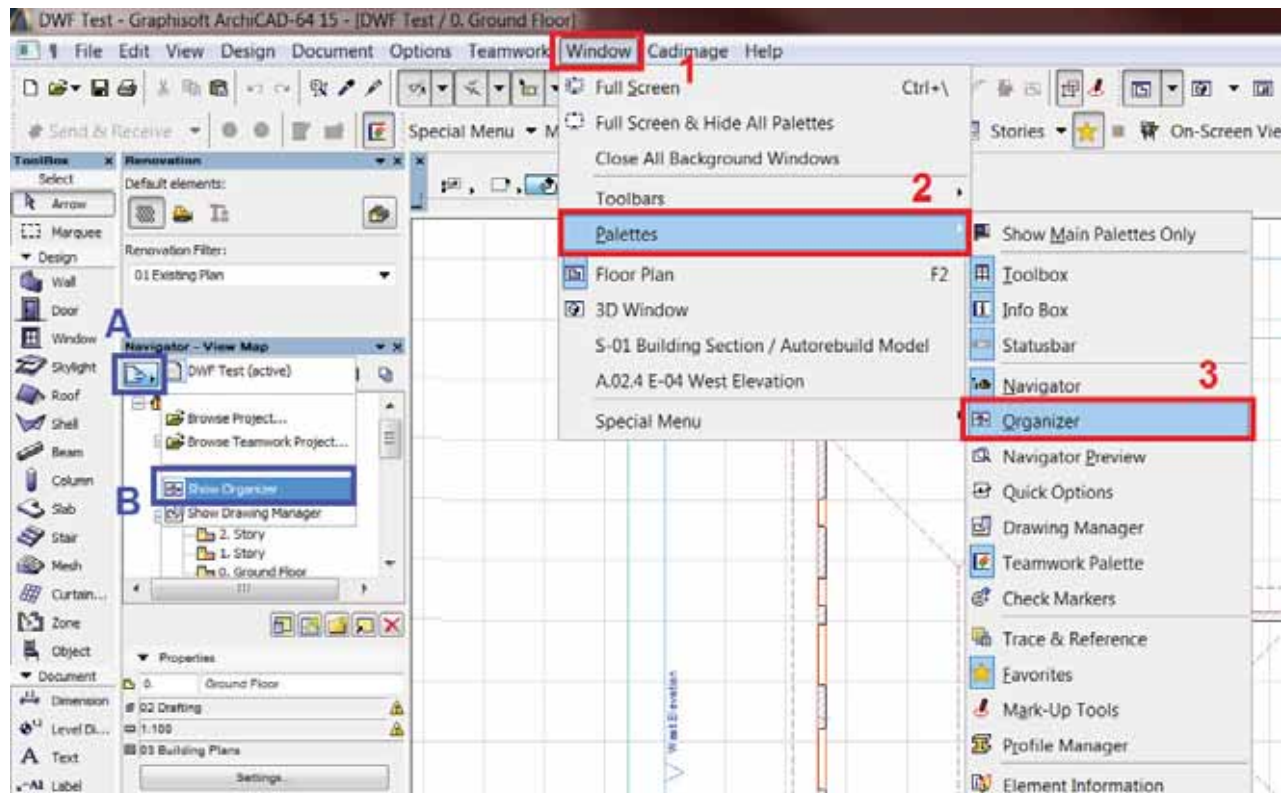 DWF Test - Graphisoft ArchiCAD-64 15 - [DWF Test / 0. Ground Floor]
File Edit View Design Document Options Teamwork Window Cadimage Help
1
Send & Receive
Special Menu
Stories
On-Screen Vie
ToolBox
Select
Arrow
Marquee
Design
Wall
Door
Window
Skylight
Roof
Shell
Beam
Column
Slab
Stair
Mesh
Curtain...
Zone
Object
Document
Dimension
Level Di...
Text
Label
Renovation
Default elements:
Renovation Filter:
01 Existing Plan
A
Navigator - View Map
DWF Test (active)
Browse Project...
Browse Teamwork Project...
B
Show Organizer
Show Drawing Manager
2. Story
1. Story
0. Ground Floor
Properties
0. Ground Floor
02 Drafting
1:100
03 Building Plans
Settings...
Full Screen Ctrl+\
Full Screen & Hide All Palettes
Close All Background Windows
Toolbars
2
Palettes
Floor Plan F2
3D Window
S-01 Building Section / Autorebuild Model
A.02.4 E-04 West Elevation
Special Menu
Show Main Palettes Only
Toolbox
Info Box
Statusbar
Navigator
3
Organizer
Navigator Preview
Quick Options
Drawing Manager
Teamwork Palette
Check Markers
Trace & Reference
Favorites
Mark-Up Tools
Profile Manager
Element Information
West Elevation